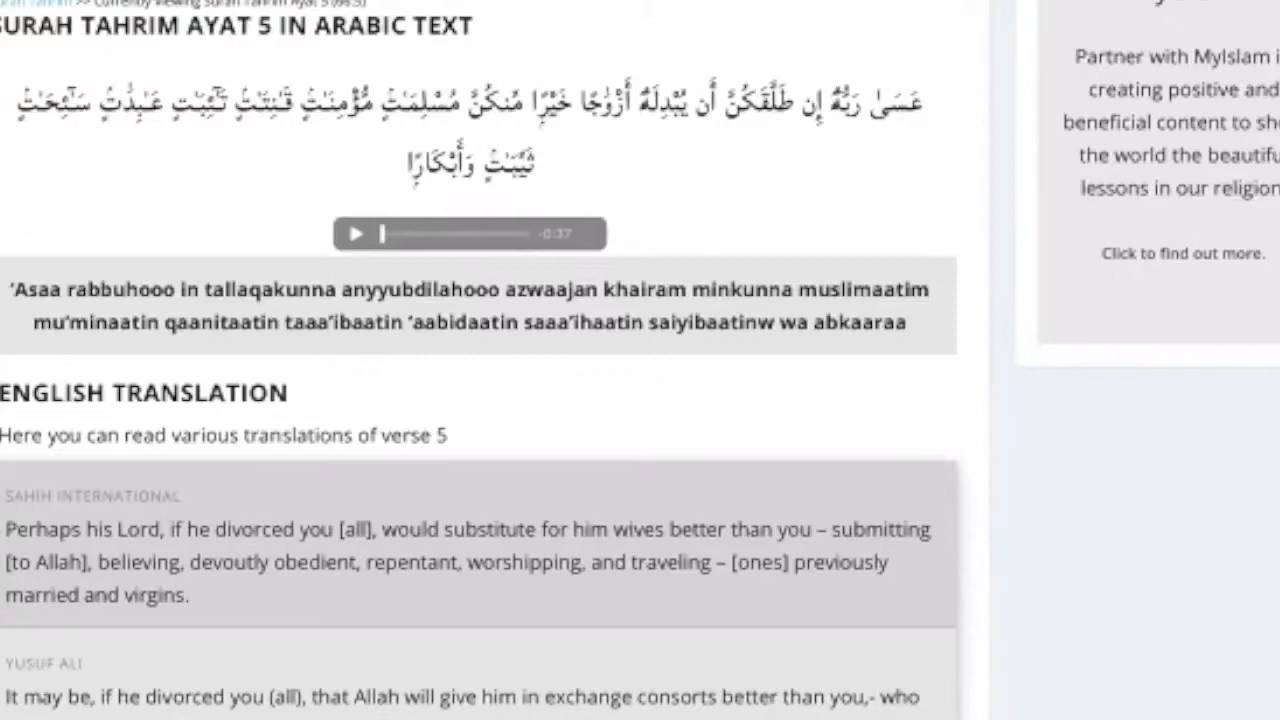 SURAH TAHRIM AYAT 5 IN ARABIC TEXT
عَسَىٰ رَبُّهُۥٓ إِن طَلَّقَكُنَّ أَن يُبْدِلَهُۥٓ أَزْوَٰجًا خَيْرًا مِّنكُنَّ مُسْلِمَـٰتٍ مُّؤْمِنَـٰتٍ قَـٰنِتَـٰتٍ تَـٰٓئِبَـٰتٍ عَـٰبِدَٰتٍ سَـٰٓئِحَـٰتٍ
ثَيِّبَـٰتٍ وَأَبْكَارًا
-0:37
‘Asaa rabbuhooo in tallaqakunna anyyubdilahooo azwaajan khairam minkunna muslimaatim
mu’minaatin qaanitaatin taaa’ibaatin ‘aabidaatin saaa’ihaatin saiyibaatinw wa abkaaraa
ENGLISH TRANSLATION
Here you can read various translations of verse 5
SAHIH INTERNATIONAL
Perhaps his Lord, if he divorced you [all], would substitute for him wives better than you – submitting
[to Allah], believing, devoutly obedient, repentant, worshipping, and traveling – [ones] previously
married and virgins.
YUSUF ALI
It may be, if he divorced you (all), that Allah will give him in exchange consorts better than you,- who
Partner with MyIslam i
creating positive and
beneficial content to sh
the world the beautifu
lessons in our religion
Click to find out more.